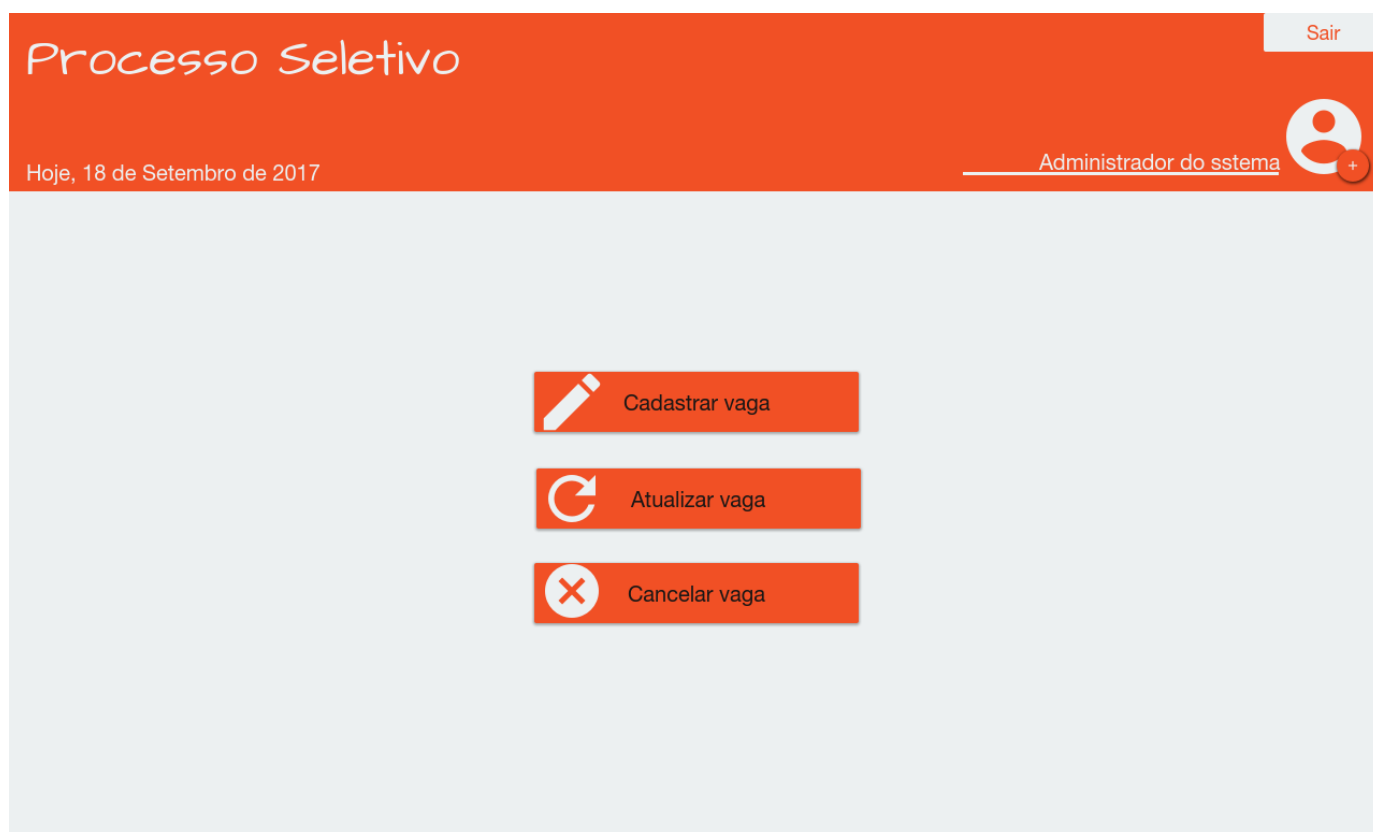 Sair
Processo Seletivo
Administrador do sstema
Hoje, 18 de Setembro de 2017
Cadastrar vaga
Atualizar vaga
Cancelar vaga